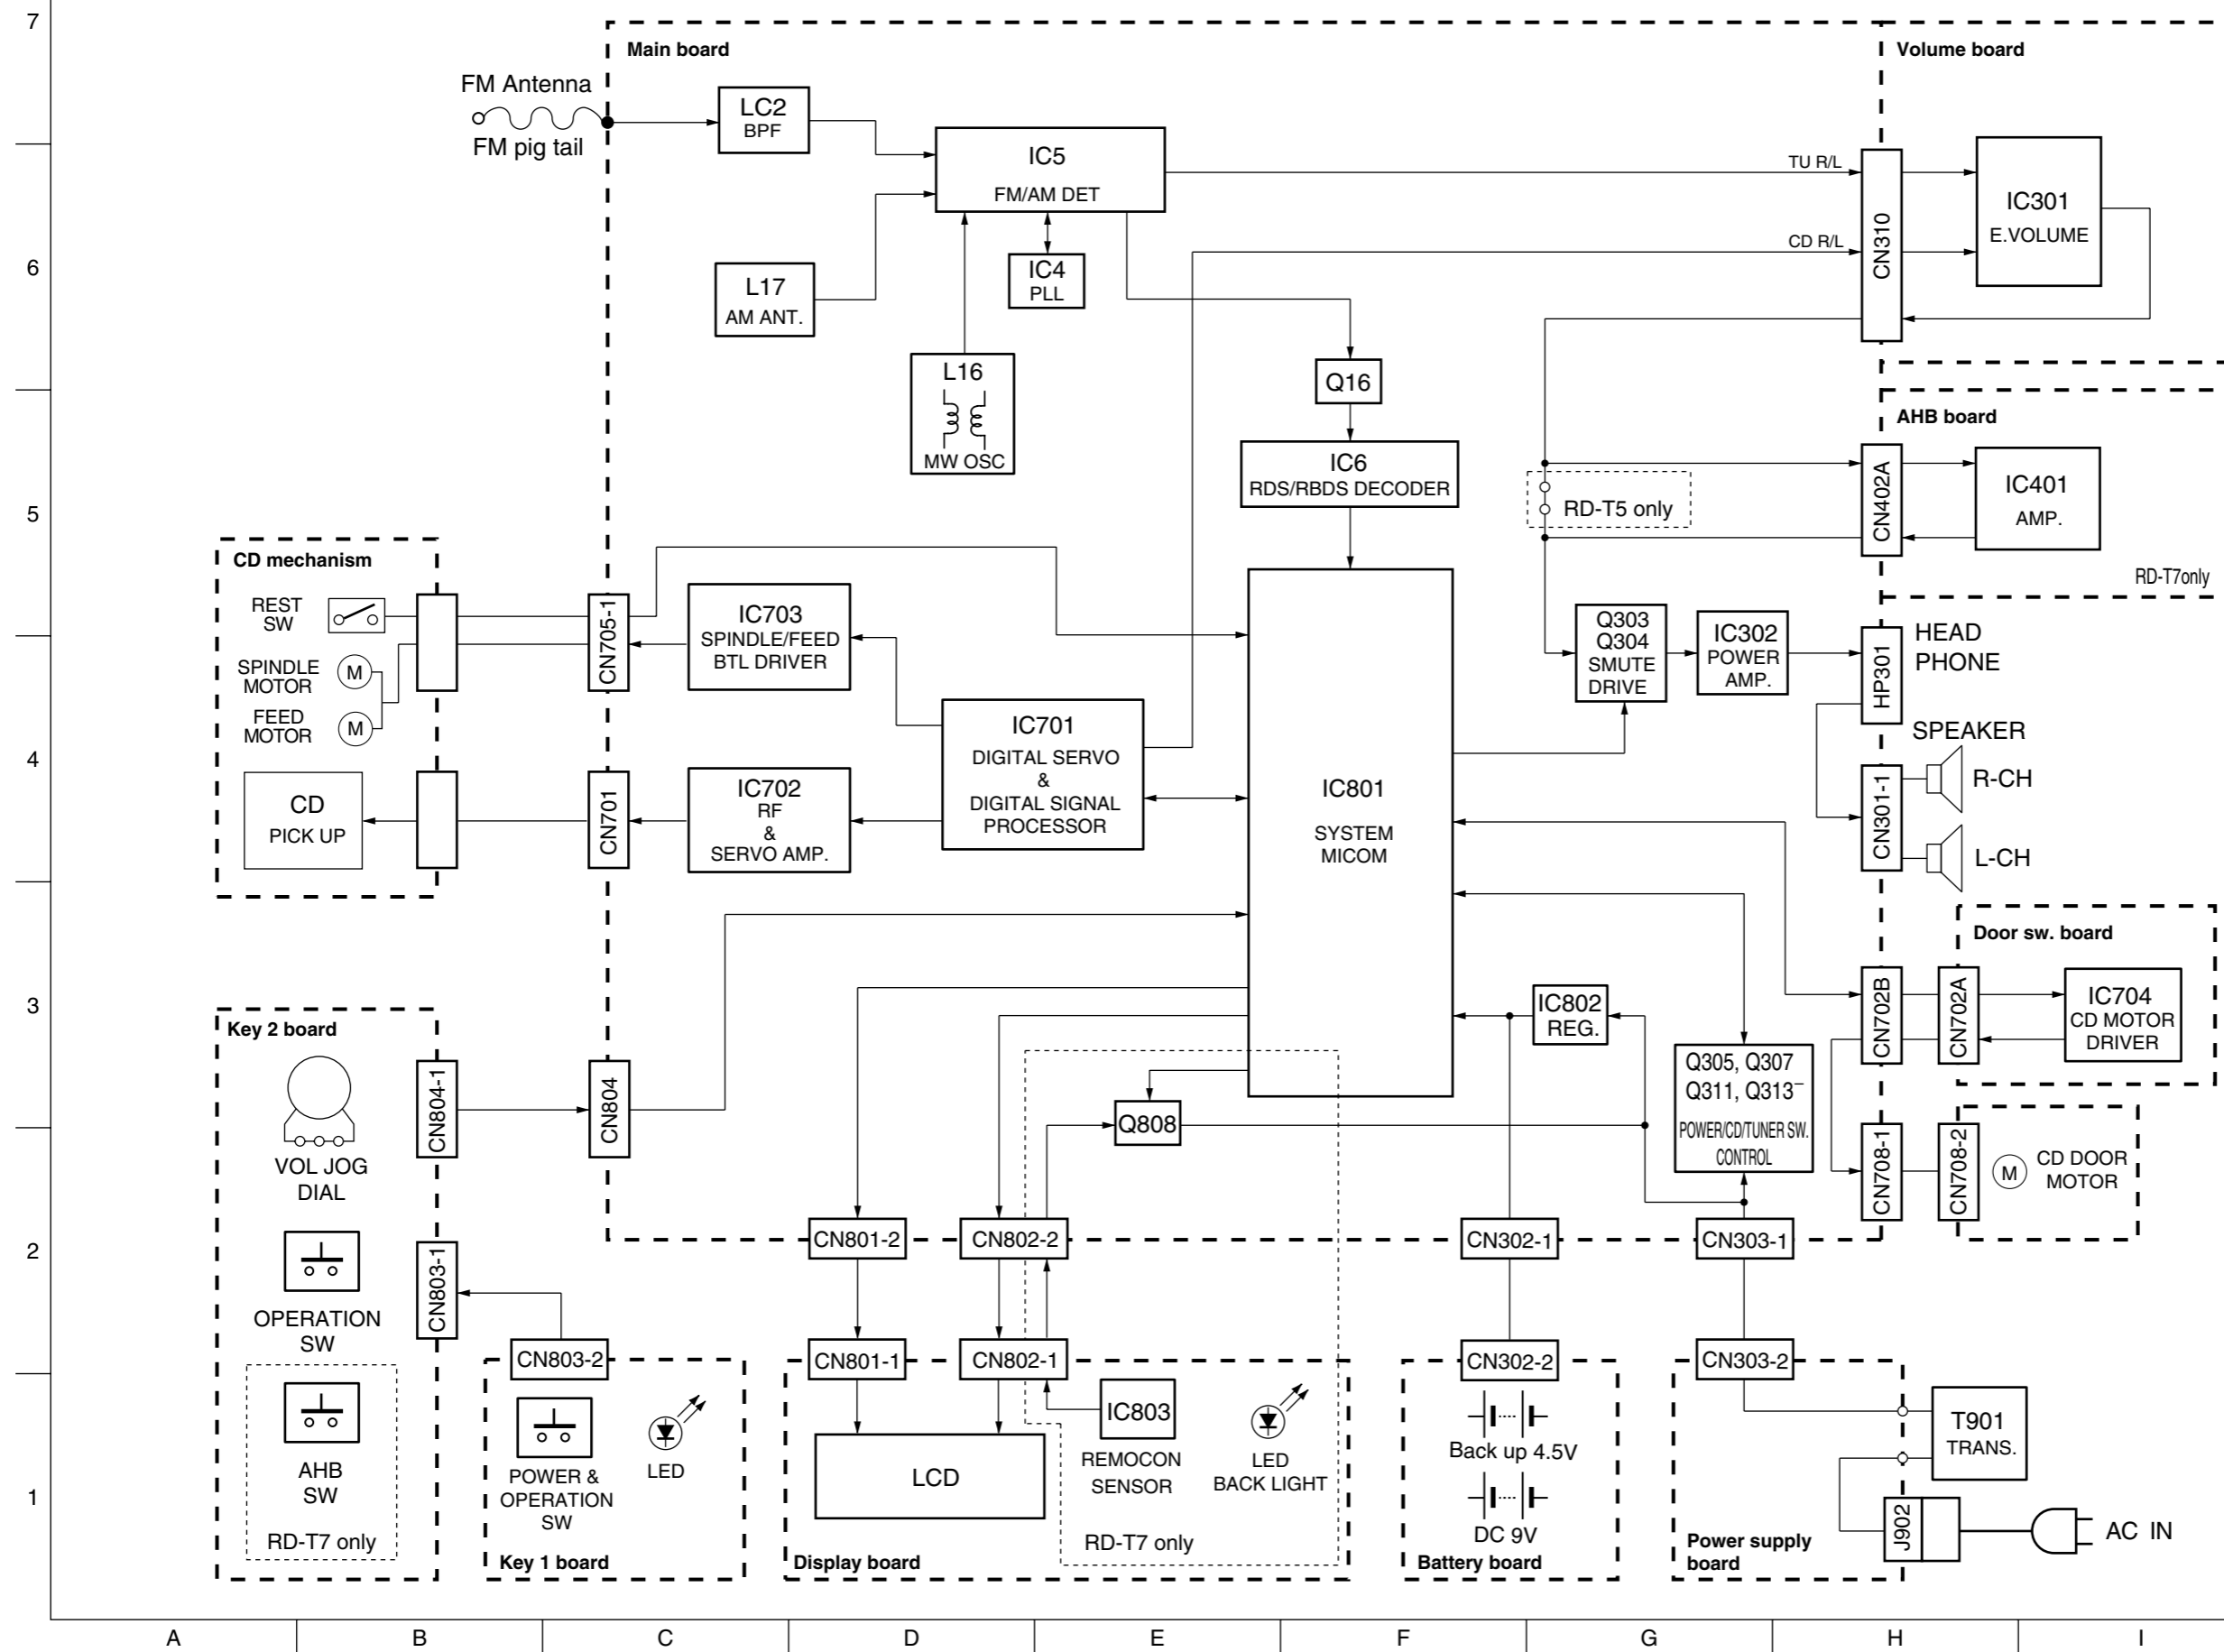 7
Main board
Volume board
FM Antenna
FM pig tail
LC2
BPF
IC5
FM/AM DET
TU R/L
CN310
IC301
E.VOLUME
CD R/L
6
L17
AM ANT.
IC4
PLL
L16
MW OSC
Q16
AHB board
IC6
RDS/RBDS DECODER
RD-T5 only
CN402A
IC401
AMP.
RD-T7only
5
CD mechanism
REST
SW
SPINDLE
MOTOR
M
FEED
MOTOR
M
CN705-1
IC703
SPINDLE/FEED
BTL DRIVER
Q303
Q304
SMUTE
DRIVE
IC302
POWER
AMP.
HP301
HEAD
PHONE
4
CD
PICK UP
CN701
IC702
RF
&
SERVO AMP.
IC701
DIGITAL SERVO
&
DIGITAL SIGNAL
PROCESSOR
IC801
SYSTEM
MICOM
SPEAKER
CN301-1
R-CH
L-CH
Door sw. board
3
CN702B
CN702A
IC704
CD MOTOR
DRIVER
IC802
REG.
Key 2 board
CN804-1
CN804
VOL JOG
DIAL
Q808
Q305, Q307
Q311, Q313–
POWER/CD/TUNER SW.
CONTROL
CN708-1
CN708-2
M
CD DOOR
MOTOR
2
CN801-2
CN802-2
CN302-1
CN303-1
OPERATION
SW
CN803-1
CN803-2
CN801-1
CN802-1
CN302-2
CN303-2
1
AHB
SW
RD-T7 only
POWER &
OPERATION
SW
LED
Key 1 board
LCD
IC803
REMOCON
SENSOR
LED
BACK LIGHT
RD-T7 only
Display board
Back up 4.5V
DC 9V
Battery board
T901
TRANS.
J902
AC IN
Power supply
board
A B C D E F G H I